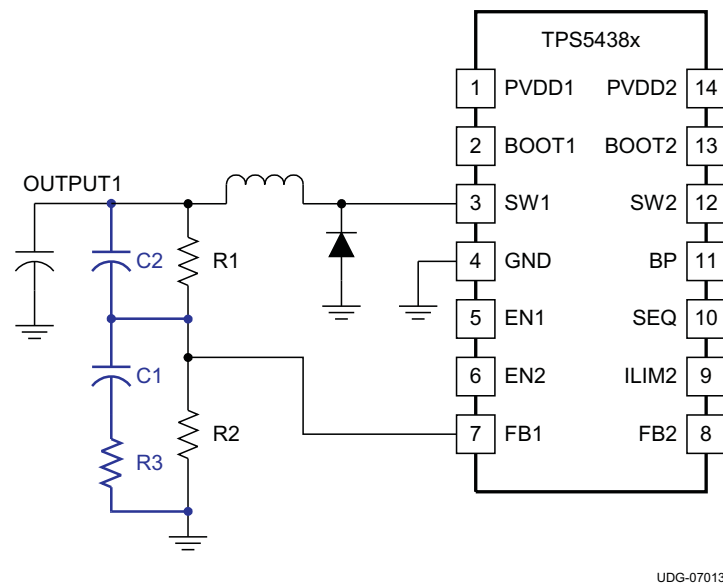 TPS5438x
1 PVDD1 PVDD2 14
2 BOOT1 BOOT2 13
OUTPUT1
3 SW1 SW2 12
C2 R1
4 GND BP 11
5 EN1 SEQ 10
C1
6 EN2 ILIM2 9
R2
7 FB1 FB2 8
R3
UDG-07013